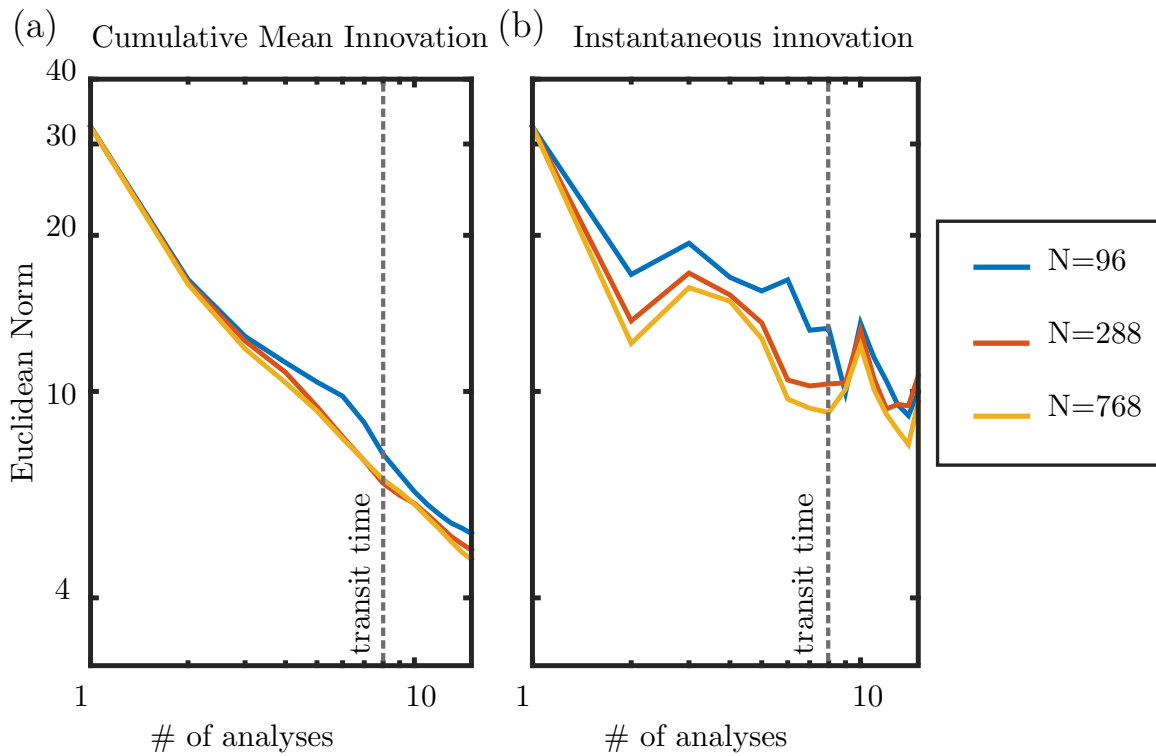 (a) Cumulative Mean Innovation
(b) Instantaneous innovation
Euclidean Norm
40
30
20
10
4
transit time
1 10
# of analyses
transit time
1 10
# of analyses
N=96
N=288
N=768